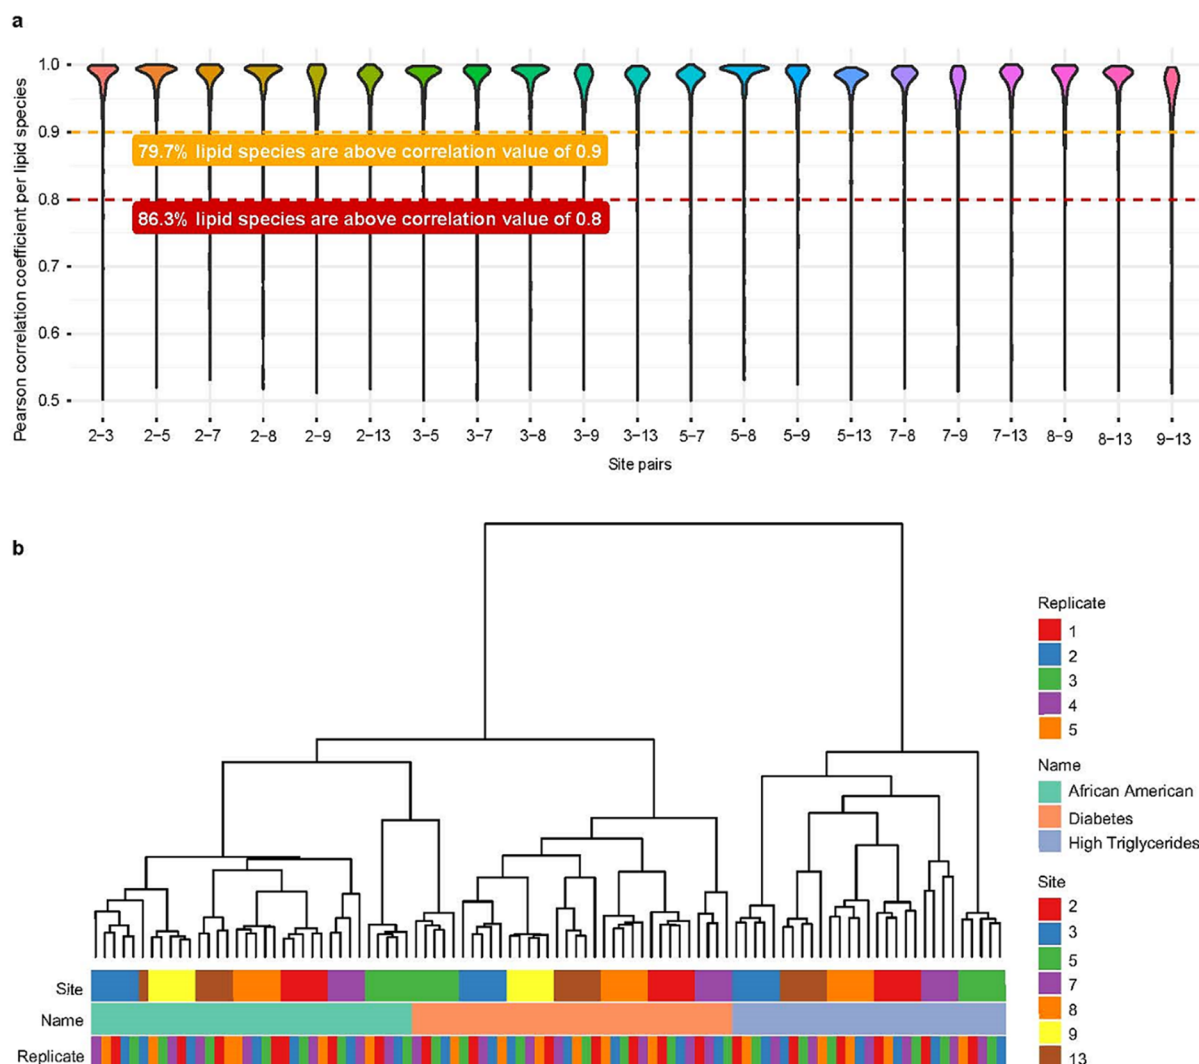 a
Pearson correlation coefficient per lipid species
1.0
0.9
79.7% lipid species are above correlation value of 0.9
0.8
86.3% lipid species are above correlation value of 0.8
0.7
0.6
0.5
2–3 2–5 2–7 2–8 2–9 2–13 3–5 3–7 3–8 3–9 3–13 5–7 5–8 5–9 5–13 7–8 7–9 7–13 8–9 8–13 9–13
Site pairs
b
Replicate
1
2
3
4
5
Name
African American
Diabetes
High Triglycerides
Site
2
3
5
7
8
9
13
Site
Name
Replicate